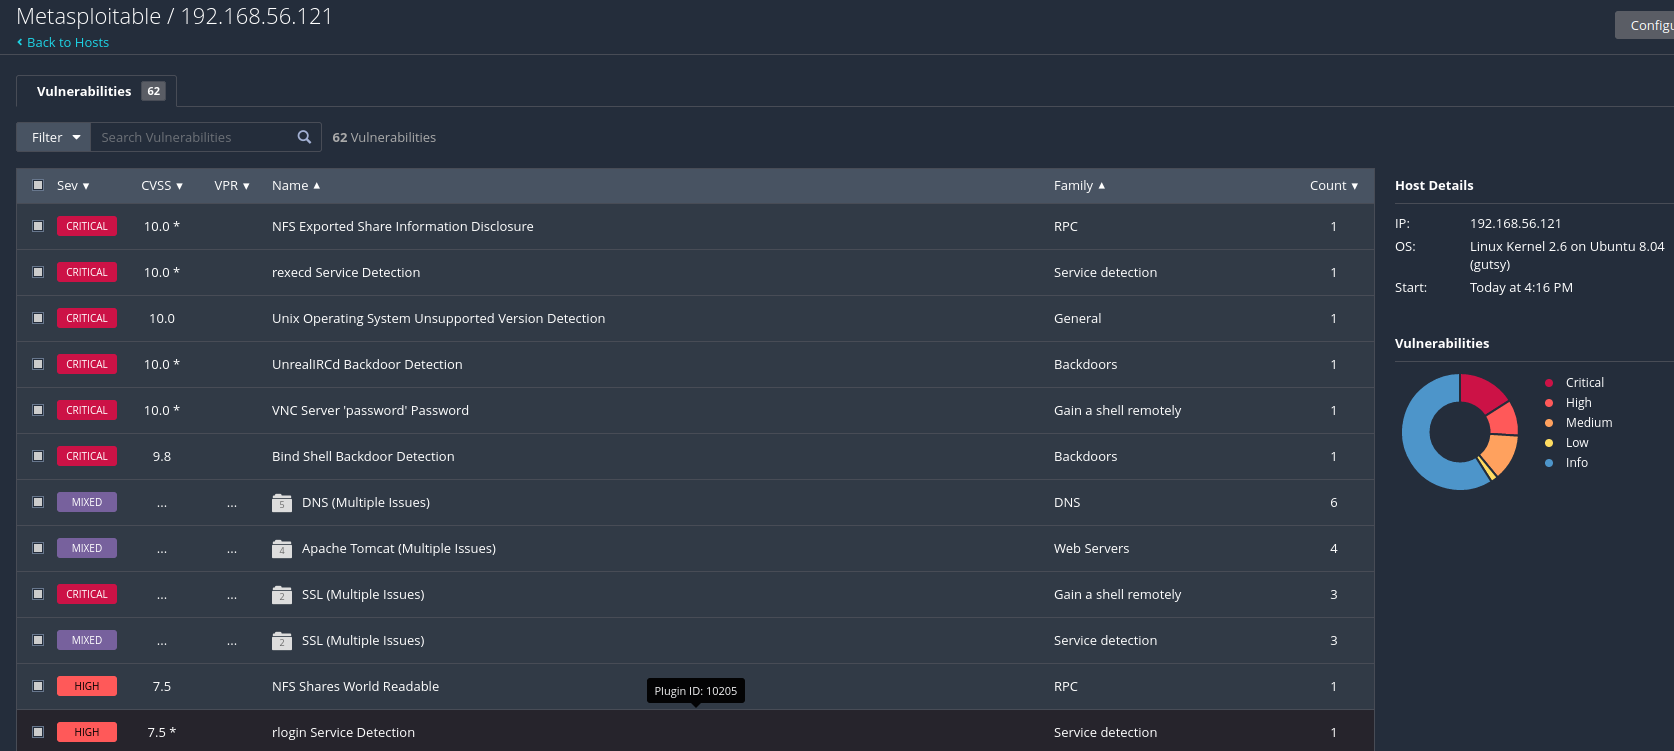 Metasploitable / 192.168.56.121
Configu
Back to Hosts
Vulnerabilities 62
Filter Search Vulnerabilities 62 Vulnerabilities
Sev CVSS VPR Name Family Count
CRITICAL 10.0 * NFS Exported Share Information Disclosure RPC 1
CRITICAL 10.0 * rexecd Service Detection Service detection 1
CRITICAL 10.0 Unix Operating System Unsupported Version Detection General 1
CRITICAL 10.0 * UnrealIRCd Backdoor Detection Backdoors 1
CRITICAL 10.0 * VNC Server 'password' Password Gain a shell remotely 1
CRITICAL 9.8 Bind Shell Backdoor Detection Backdoors 1
MIXED ... ... 5 DNS (Multiple Issues) DNS 6
MIXED ... ... 4 Apache Tomcat (Multiple Issues) Web Servers 4
CRITICAL ... ... 2 SSL (Multiple Issues) Gain a shell remotely 3
MIXED ... ... 2 SSL (Multiple Issues) Service detection 3
HIGH 7.5 NFS Shares World Readable RPC 1
Plugin ID: 10205
HIGH 7.5 * rlogin Service Detection Service detection 1
Host Details
IP: 192.168.56.121
OS: Linux Kernel 2.6 on Ubuntu 8.04
(gutsy)
Start: Today at 4:16 PM
Vulnerabilities
Critical
High
Medium
Low
Info